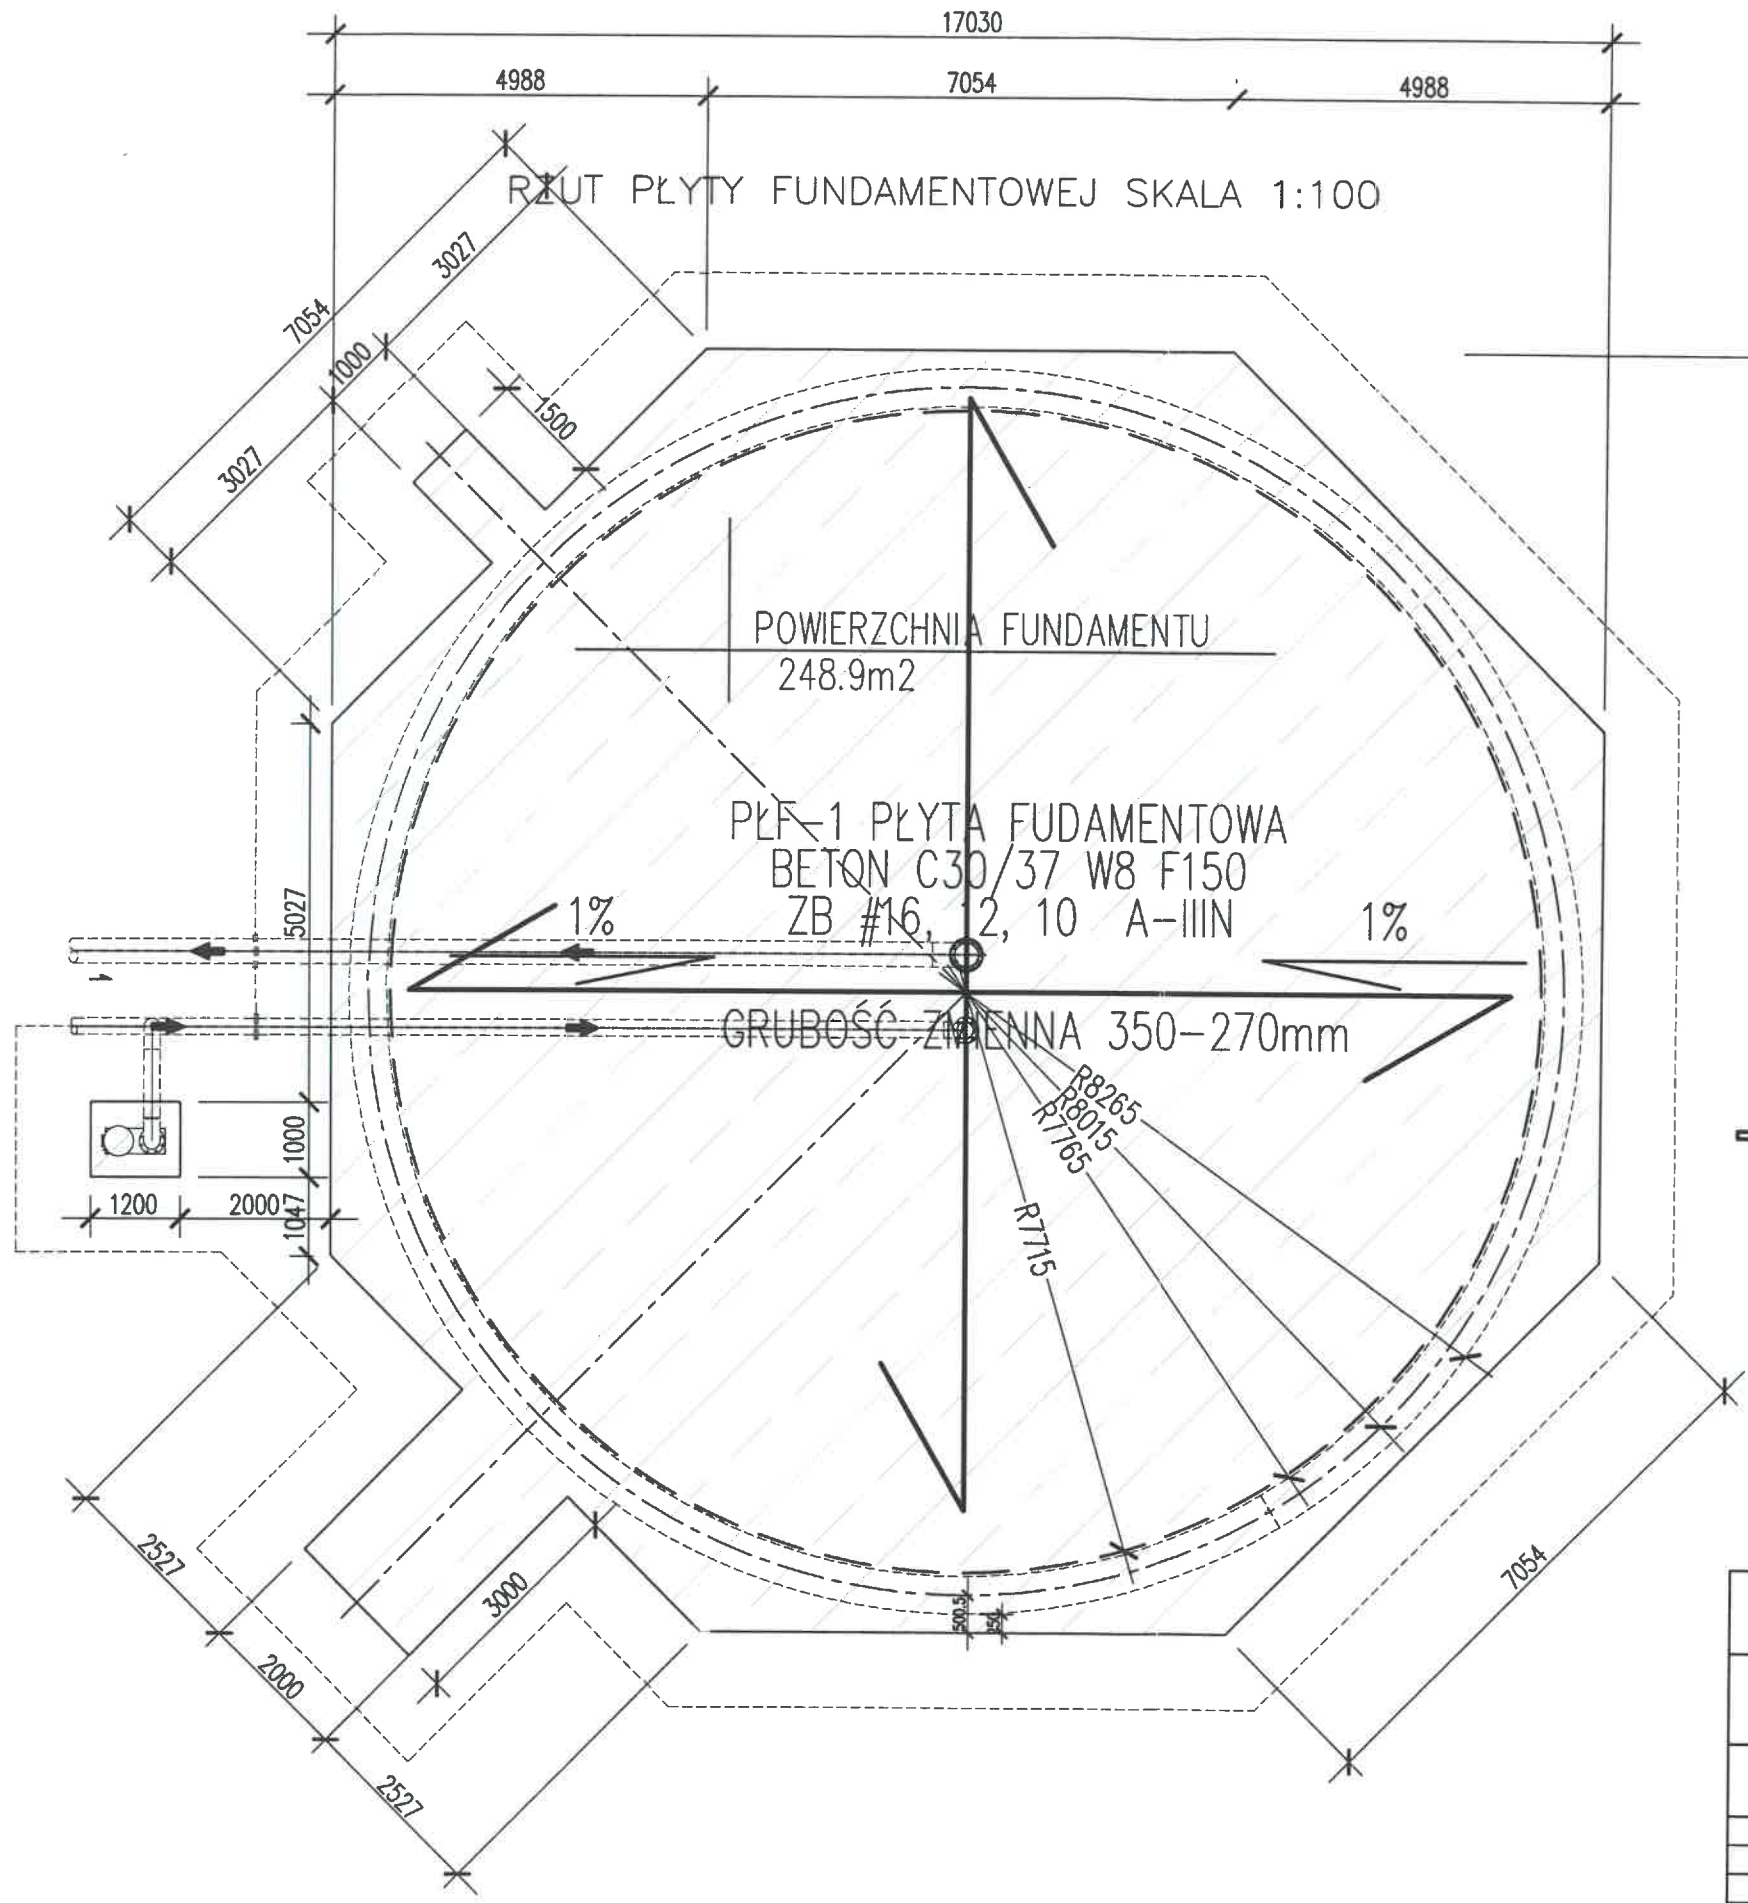 17030
4988
7054
4988
RZUT PŁYTY FUNDAMENTOWEJ SKALA 1:100
3027
7054
1000
1500
3027
POWIERZCHNIA FUNDAMENTU
248.9m2
PŁF-1 PŁYTA FUDAMENTOWA
BETON C30/37 W8 F150
ZB #16, 12, 10 A-IIIN
1%
1%
5027
1
GRUBOŚĆ ZMIENNA 350-270mm
R8265
R8015
R7765
R7715
1000
1200
2000
1047
2527
3000
2000
2527
500.5
250
7054